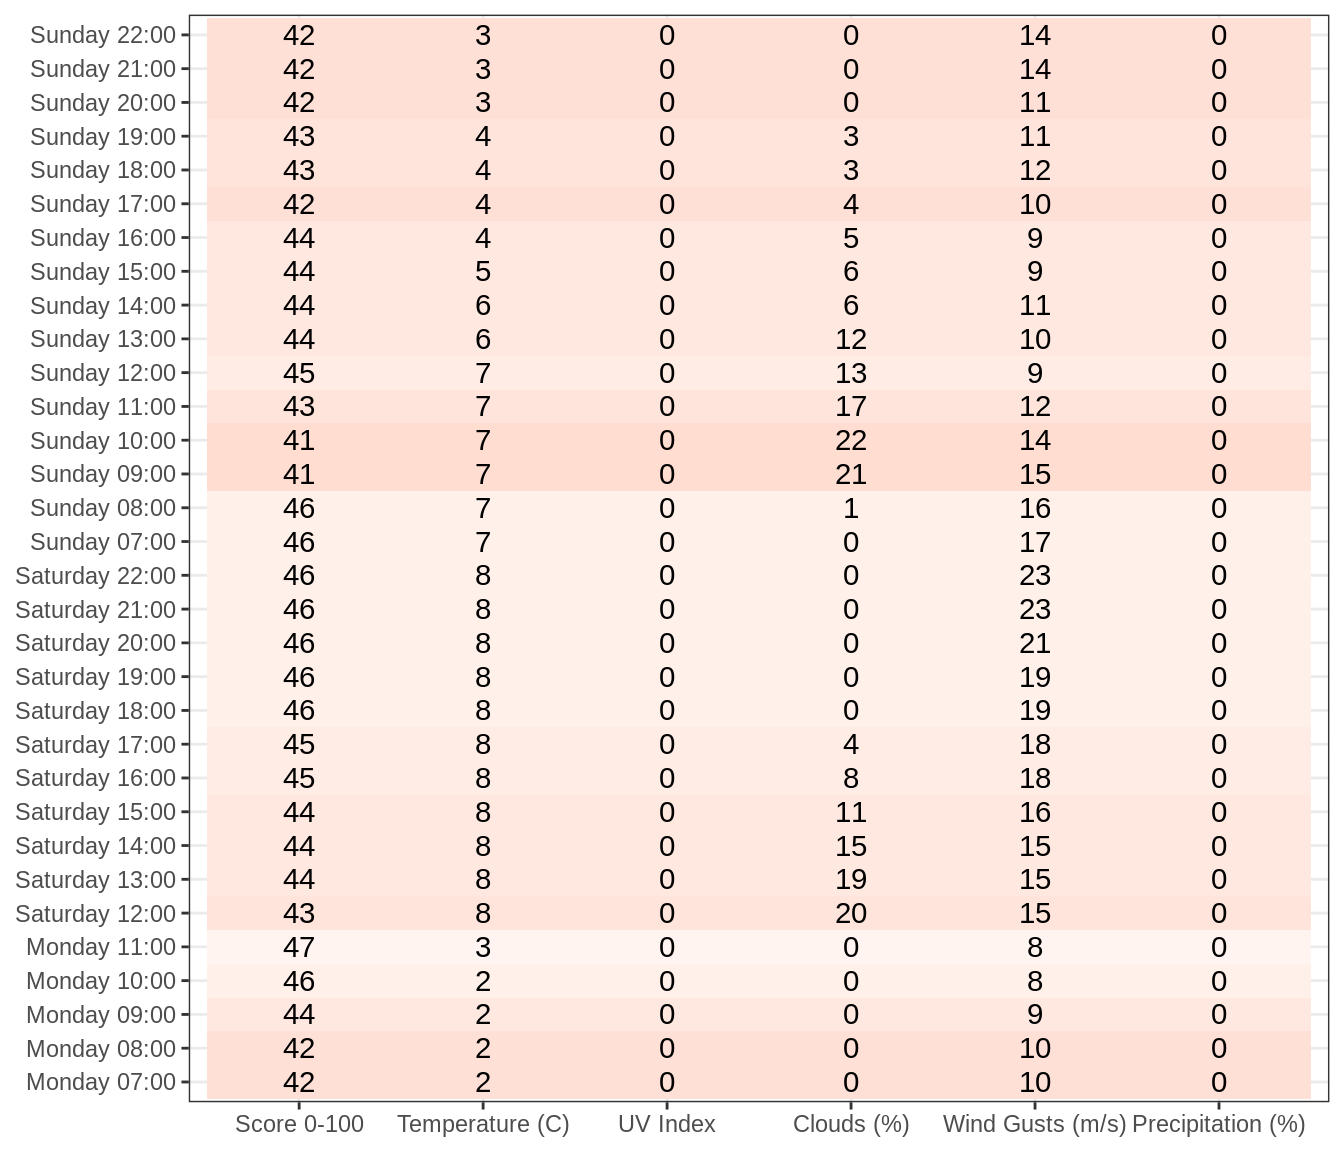 Sunday 22:00 42 3 0 0 14 0
Sunday 21:00 42 3 0 0 14 0
Sunday 20:00 42 3 0 0 11 0
Sunday 19:00 43 4 0 3 11 0
Sunday 18:00 43 4 0 3 12 0
Sunday 17:00 42 4 0 4 10 0
Sunday 16:00 44 4 0 5 9 0
Sunday 15:00 44 5 0 6 9 0
Sunday 14:00 44 6 0 6 11 0
Sunday 13:00 44 6 0 12 10 0
Sunday 12:00 45 7 0 13 9 0
Sunday 11:00 43 7 0 17 12 0
Sunday 10:00 41 7 0 22 14 0
Sunday 09:00 41 7 0 21 15 0
Sunday 08:00 46 7 0 1 16 0
Sunday 07:00 46 7 0 0 17 0
Saturday 22:00 46 8 0 0 23 0
Saturday 21:00 46 8 0 0 23 0
Saturday 20:00 46 8 0 0 21 0
Saturday 19:00 46 8 0 0 19 0
Saturday 18:00 46 8 0 0 19 0
Saturday 17:00 45 8 0 4 18 0
Saturday 16:00 45 8 0 8 18 0
Saturday 15:00 44 8 0 11 16 0
Saturday 14:00 44 8 0 15 15 0
Saturday 13:00 44 8 0 19 15 0
Saturday 12:00 43 8 0 20 15 0
Monday 11:00 47 3 0 0 8 0
Monday 10:00 46 2 0 0 8 0
Monday 09:00 44 2 0 0 9 0
Monday 08:00 42 2 0 0 10 0
Monday 07:00 42 2 0 0 10 0
Score 0-100 Temperature (C) UV Index Clouds (%) Wind Gusts (m/s) Precipitation (%)